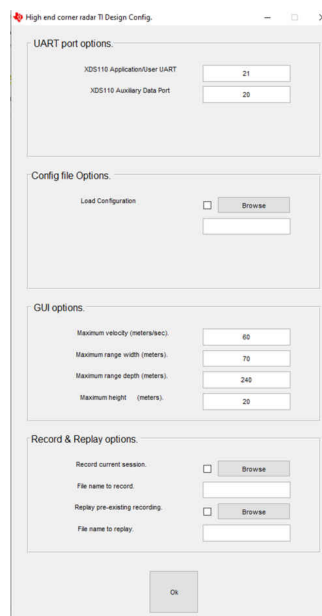 High end corner radar TI Design Config.
UART port options.
XDS110 Application/User UART
21
XDS110 Auxiliary Data Port
20
Config file Options.
Load Configuration
Browse
GUI options.
Maximum velocity (meters/sec).
60
Maximum range width (meters).
70
Maximum range depth (meters).
240
Maximum height (meters).
20
Record & Replay options.
Record current session.
Browse
File name to record.
Replay pre-existing recording.
Browse
File name to replay.
Ok